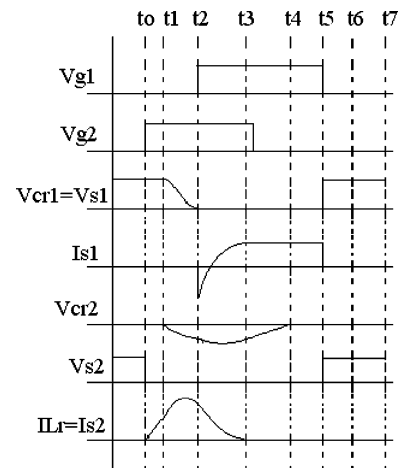 to t1 t2 t3 t4 t5 t6 t7
Vg1
Vg2
Vcr1=Vs1
Is1
Vcr2
Vs2
ILr=Is2